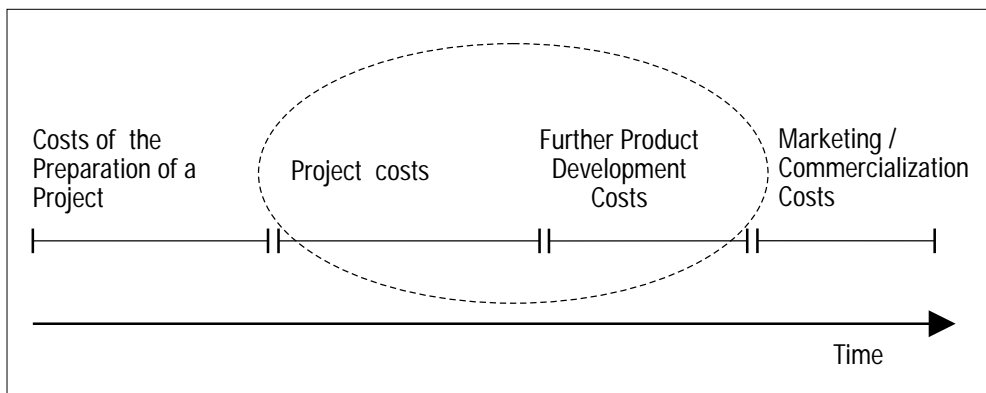 Costs of the
Preparation of a
Project
Project costs
Further Product
Development
Costs
Marketing /
Commercialization
Costs
Time